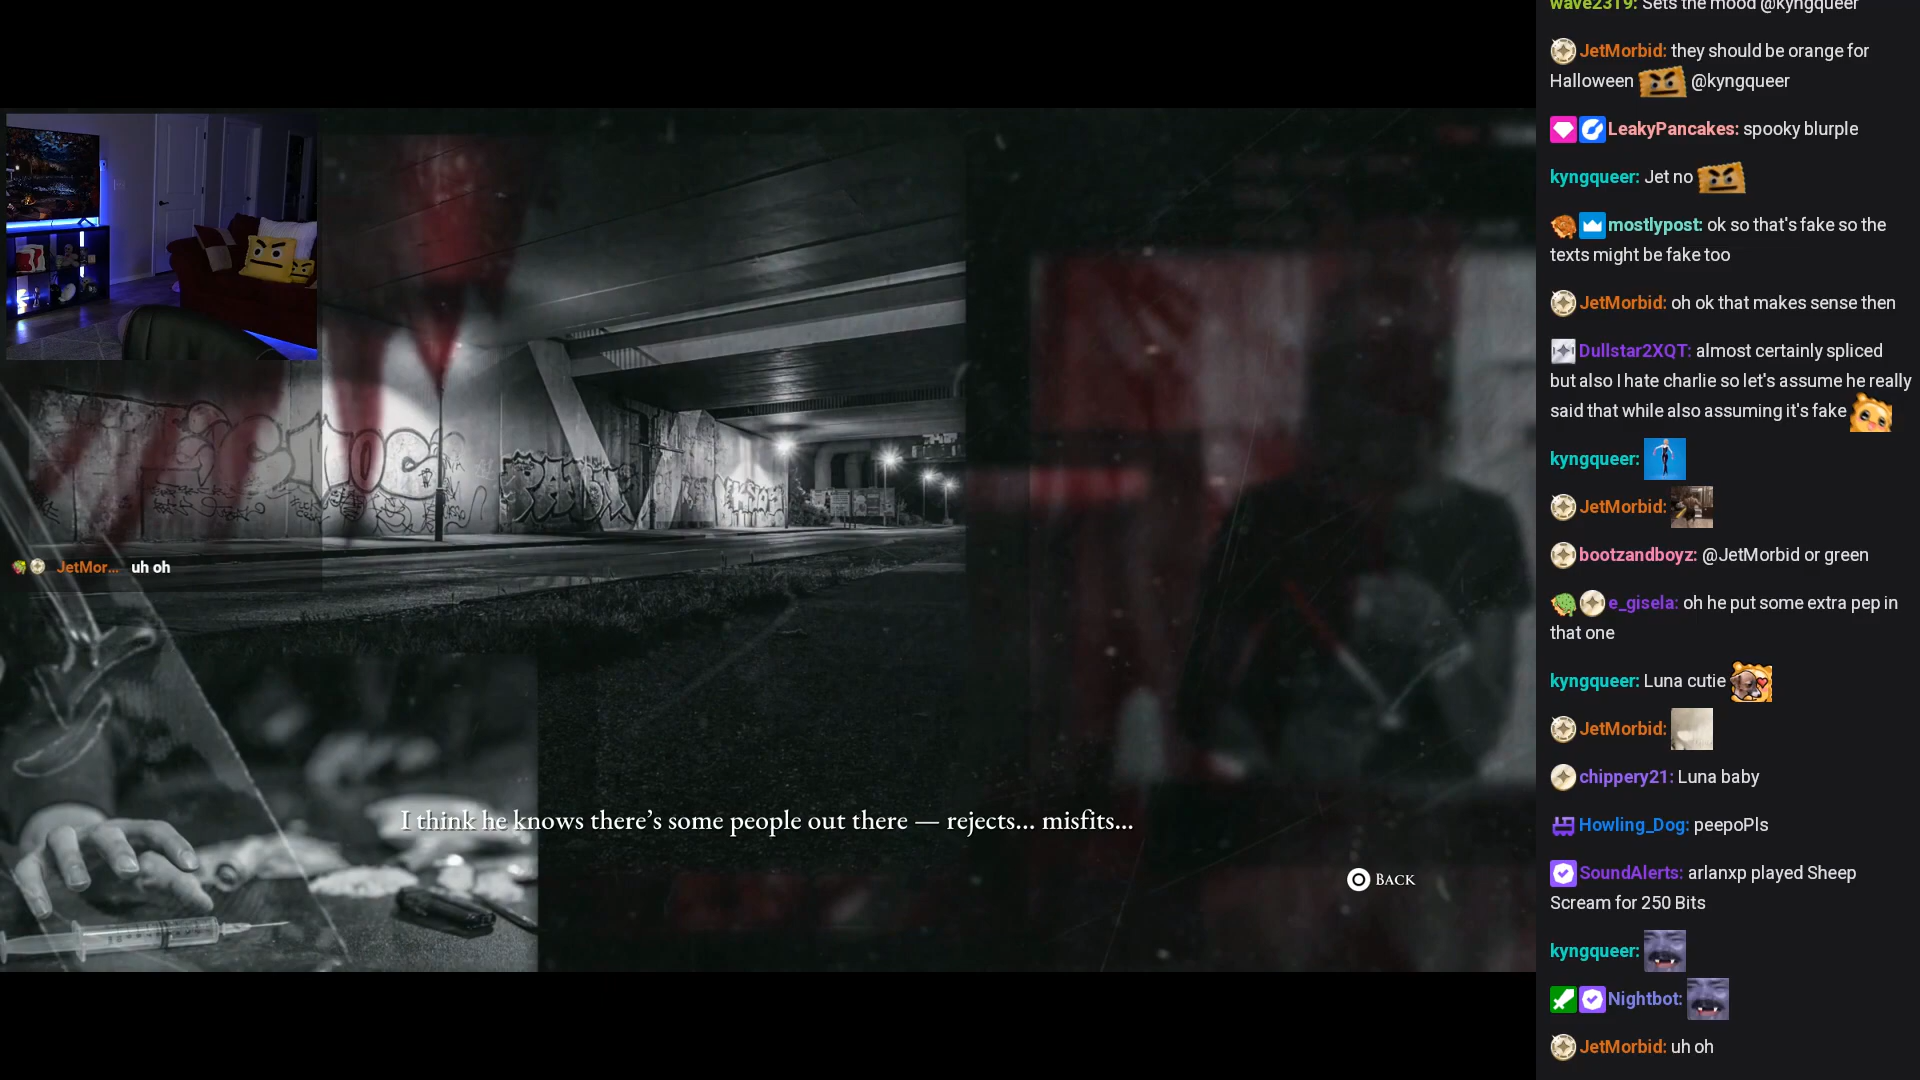 JetMor... uh oh
I think he knows there's some people out there — rejects... misfits...
BACK
wave2319: Sets the mood @kyngqueer
JetMorbid: they should be orange for
Halloween @kyngqueer
LeakyPancakes: spooky blurple
kyngqueer: Jet no
mostlypost: ok so that's fake so the
texts might be fake too
JetMorbid: oh ok that makes sense then
Dullstar2XQT: almost certainly spliced
but also I hate charlie so let's assume he really
said that while also assuming it's fake
kyngqueer:
JetMorbid:
bootzandboyz: @JetMorbid or green
e_gisela: oh he put some extra pep in
that one
kyngqueer: Luna cutie
JetMorbid:
chippery21: Luna baby
Howling_Dog: peepoPls
SoundAlerts: arlanxp played Sheep
Scream for 250 Bits
kyngqueer:
Nightbot:
JetMorbid: uh oh